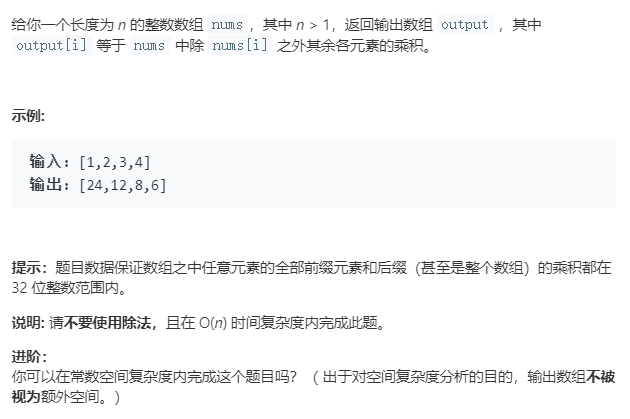 给你一个长度为 n 的整数数组 nums，其中 n > 1，返回输出数组 output ，其中
output[i] 等于 nums 中除 nums[i] 之外其余各元素的乘积。
示例:
输入: [1,2,3,4]
输出: [24,12,8,6]
提示：题目数据保证数组之中任意元素的全部前缀元素和后缀（甚至是整个数组）的乘积都在
32 位整数范围内。
说明: 请不要使用除法，且在 O(n) 时间复杂度内完成此题。
进阶：
你可以在常数空间复杂度内完成这个题目吗？（ 出于对空间复杂度分析的目的，输出数组不被
视为额外空间。）